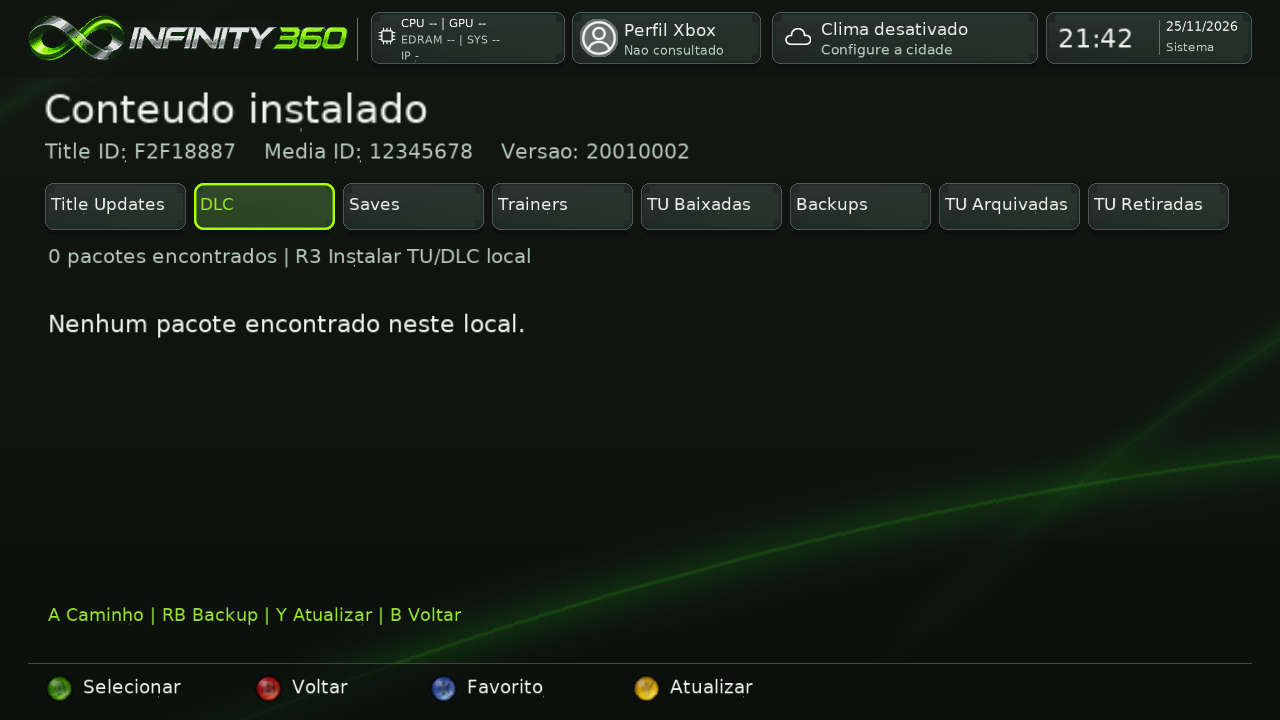 INFINITY 360
CPU -- | GPU --
EDRAM -- | SYS --
IP -
Perfil Xbox
Nao consultado
Clima desativado
Configure a cidade
21:42
25/11/2026
Sistema
Conteudo instalado
Title ID: F2F18887 Media ID: 12345678 Versao: 20010002
Title Updates DLC Saves Trainers TU Baixadas Backups TU Arquivadas TU Retiradas
0 pacotes encontrados | R3 Instalar TU/DLC local
Nenhum pacote encontrado neste local.
A Caminho | RB Backup | Y Atualizar | B Voltar
A Selecionar B Voltar X Favorito Y Atualizar